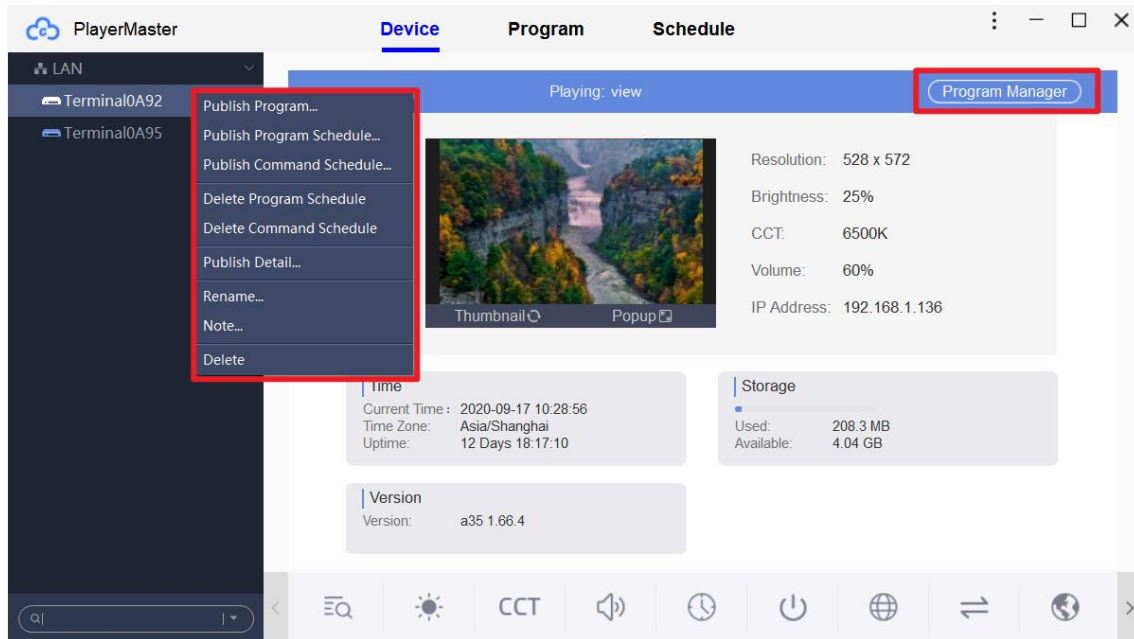 PlayerMaster
Device Program Schedule
LAN
Terminal0A92
Terminal0A95
Publish Program...
Publish Program Schedule...
Publish Command Schedule...
Delete Program Schedule
Delete Command Schedule
Publish Detail...
Rename...
Note...
Delete
Playing: view
Program Manager
Thumbnail Popup
Resolution: 528 x 572
Brightness: 25%
CCT: 6500K
Volume: 60%
IP Address: 192.168.1.136
Time
Current Time: 2020-09-17 10:28:56
Time Zone: Asia/Shanghai
Uptime: 12 Days 18:17:10
Storage
Used: 208.3 MB
Available: 4.04 GB
Version
Version: a35 1.66.4
CCT